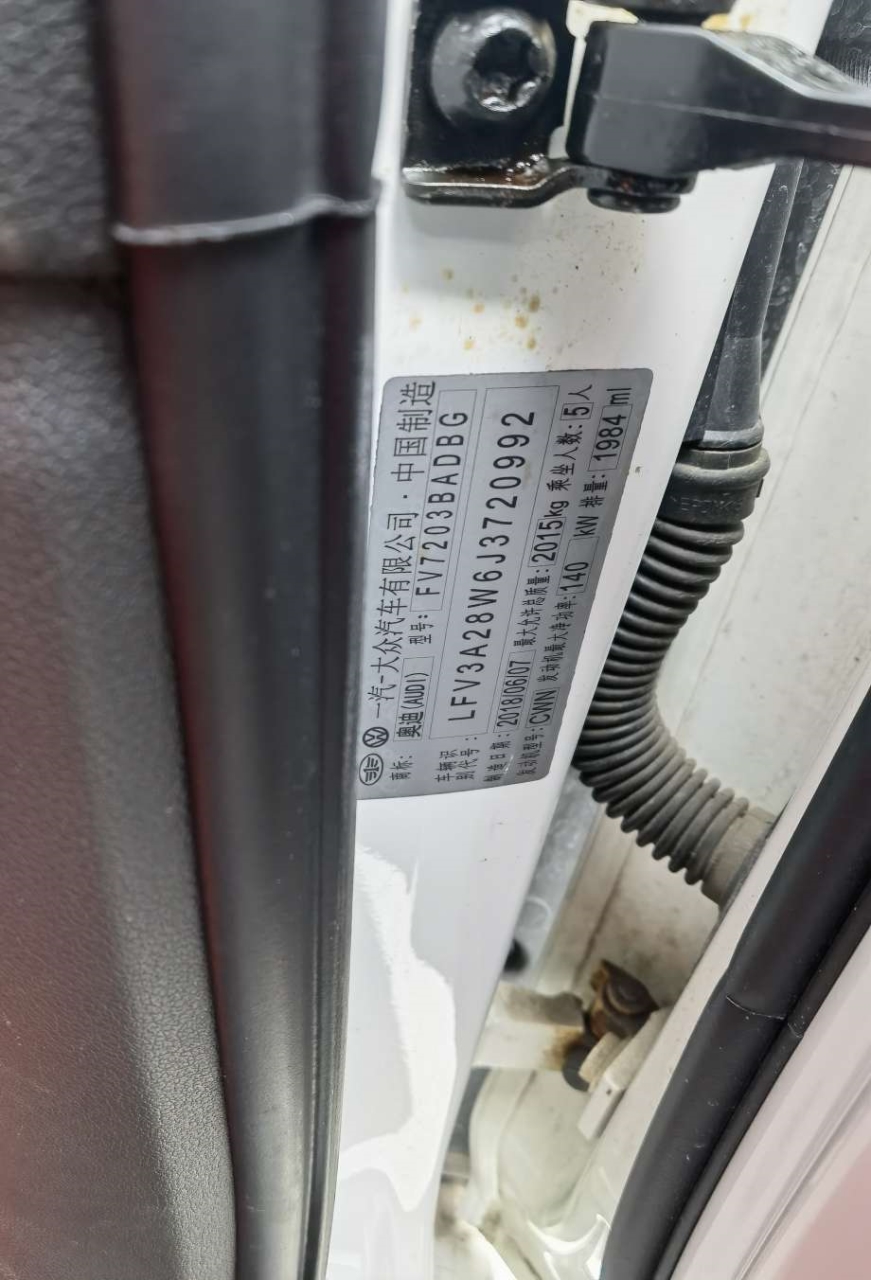 一汽-大众汽车有限公司·中国制造
商标: 奥迪(AUDI) 型号: FV7203BADBG
车辆识别代号: LFV3A28W6J3720992
制造日期: 2018/06/07 最大允许总质量: 2015kg 乘坐人数: 5人
发动机型号: CWN 发动机最大净功率: 140 kW 排量: 1984 ml